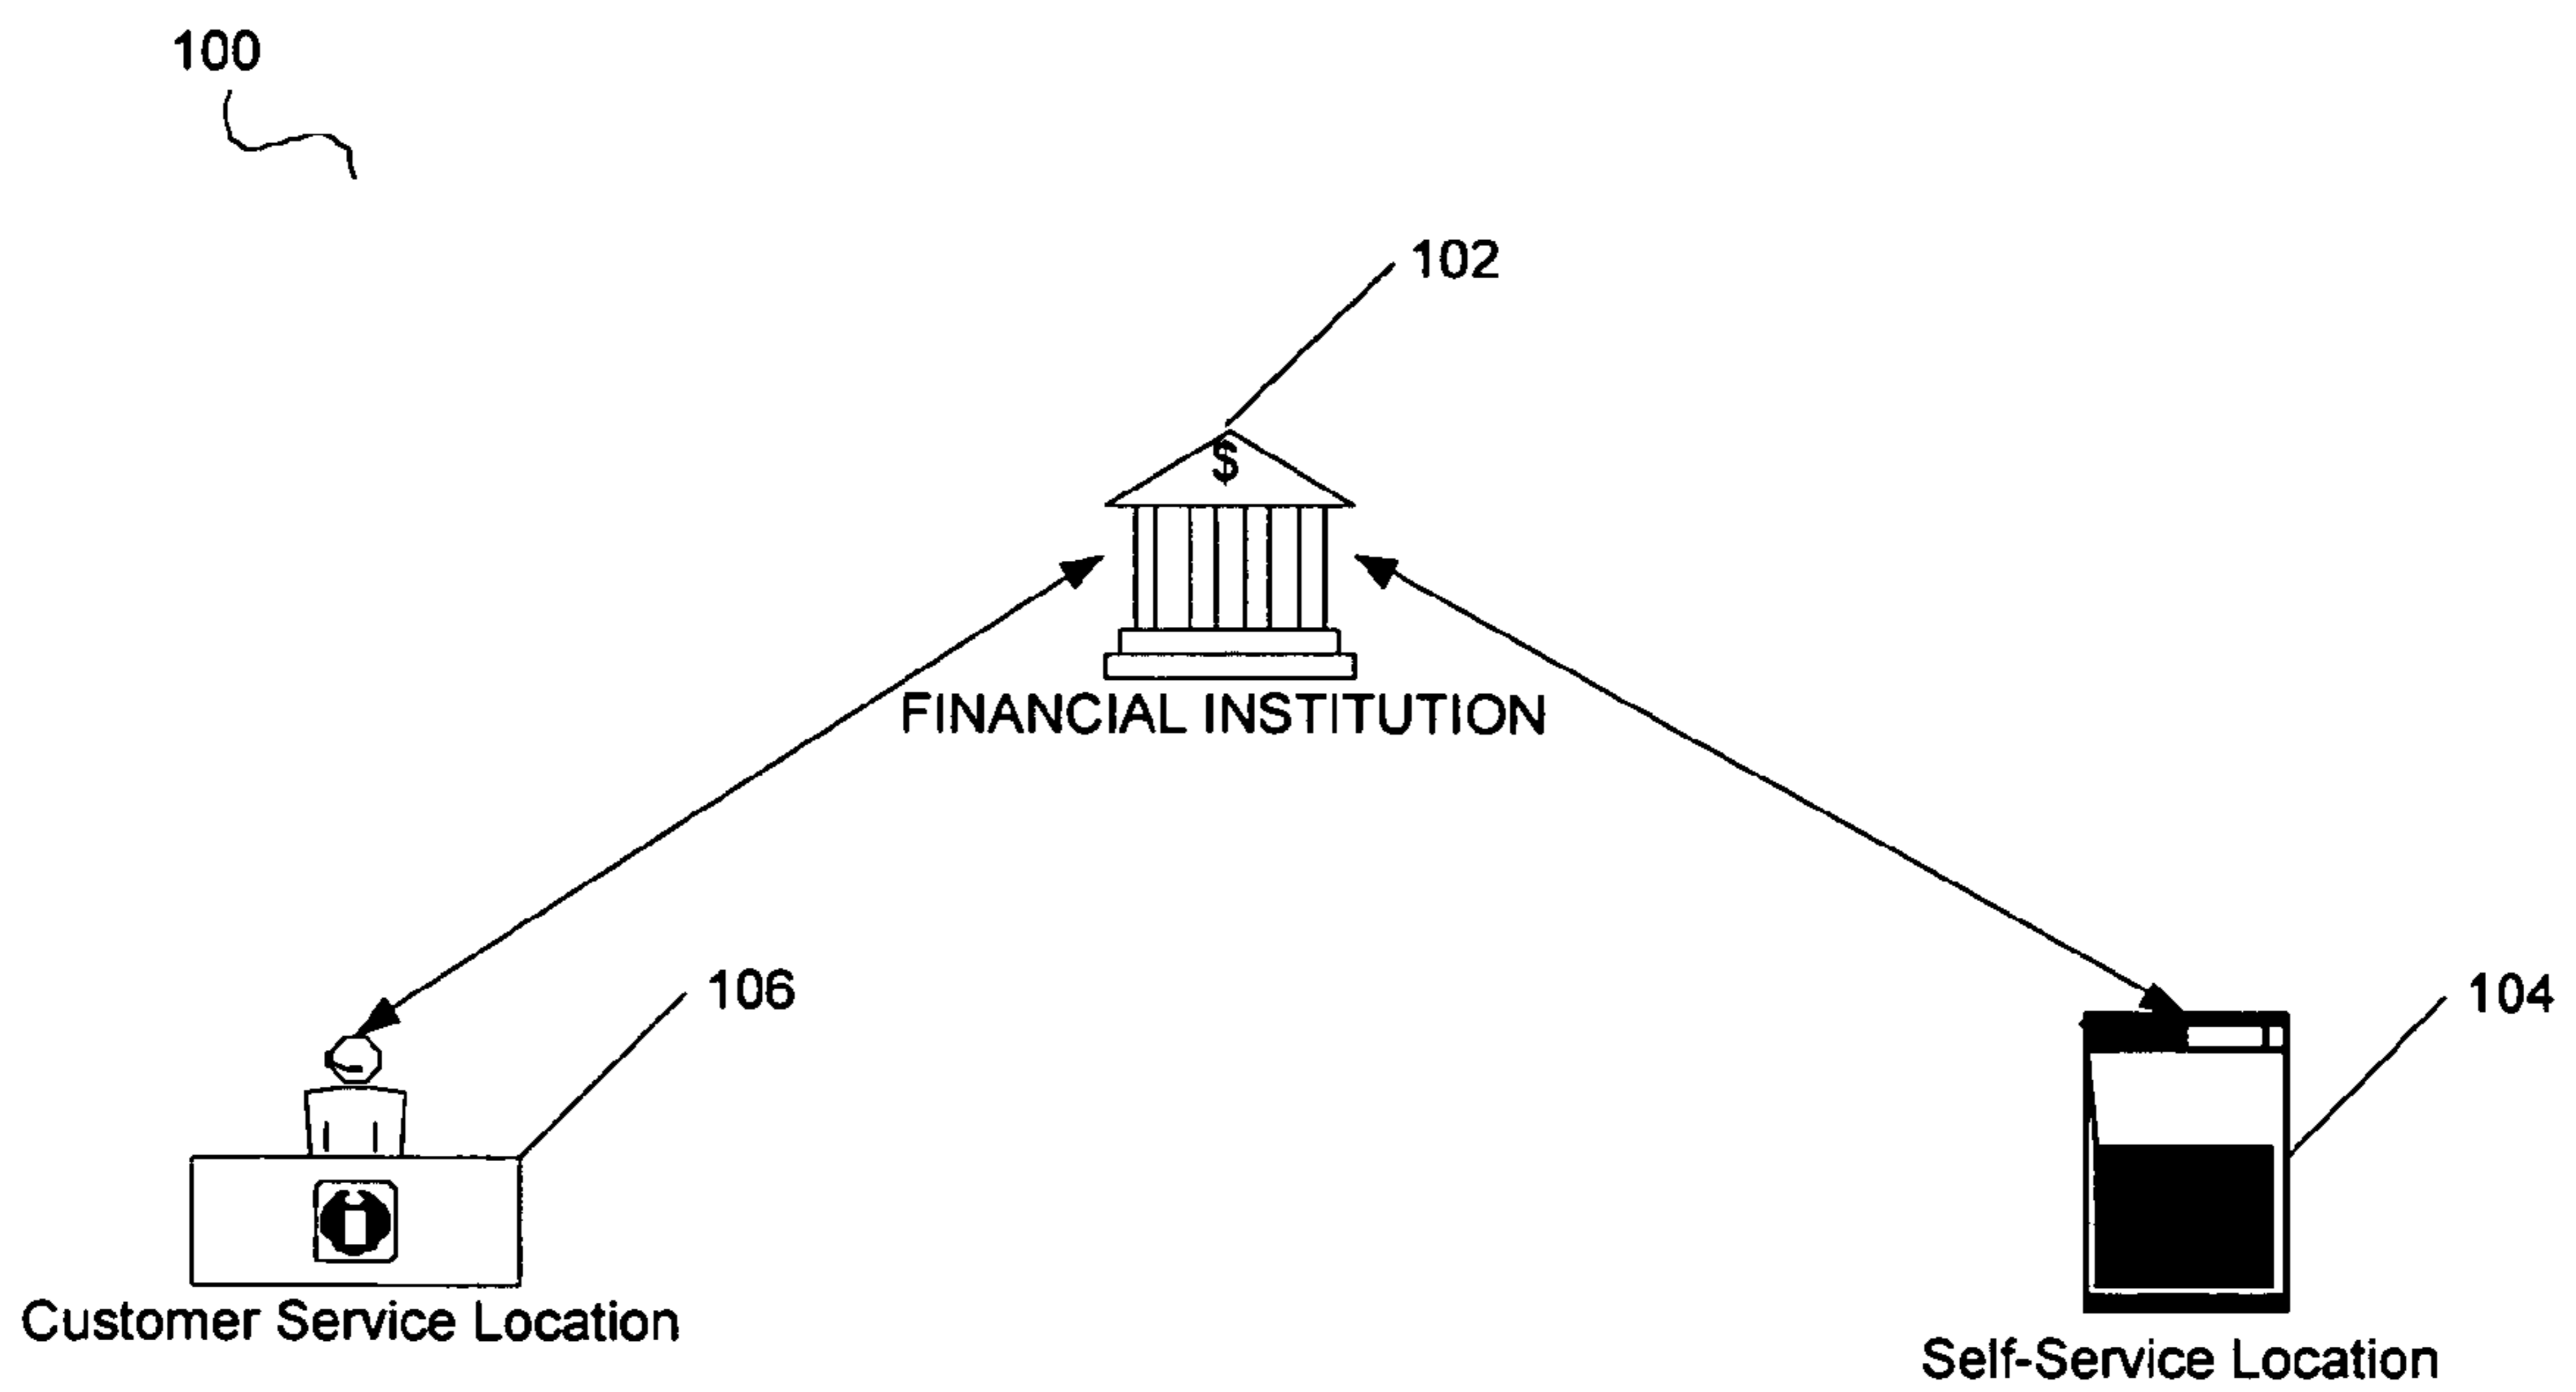 100
102
$
FINANCIAL INSTITUTION
106
104
i
Customer Service Location
Self-Service Location